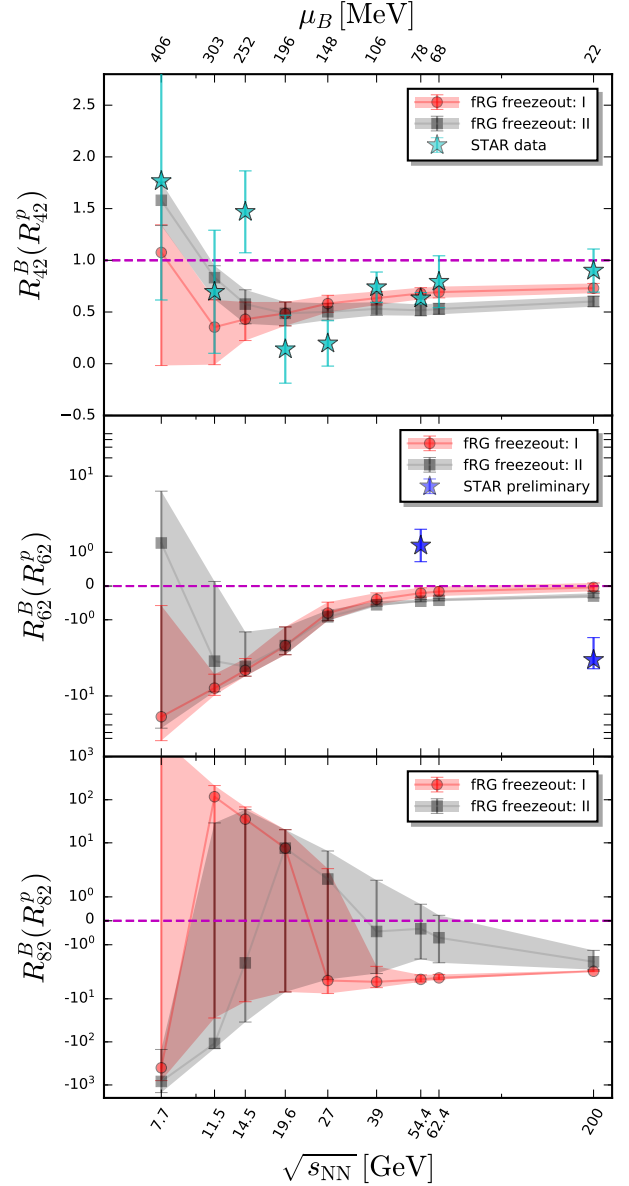 μ_B [MeV]
406 303 252 196 148 106 78 68 22
R^B_42(R^p_42)
2.5
2.0
1.5
1.0
0.5
0.0
−0.5
fRG freezeout: I
fRG freezeout: II
STAR data
R^B_62(R^p_62)
10^1
10^0
0
-10^0
-10^1
fRG freezeout: I
fRG freezeout: II
STAR preliminary
R^B_82(R^p_82)
10^3
10^2
10^1
10^0
0
-10^0
-10^1
-10^2
-10^3
fRG freezeout: I
fRG freezeout: II
7.7 11.5 14.5 19.6 27 39 54.4 62.4 200
√s_NN [GeV]